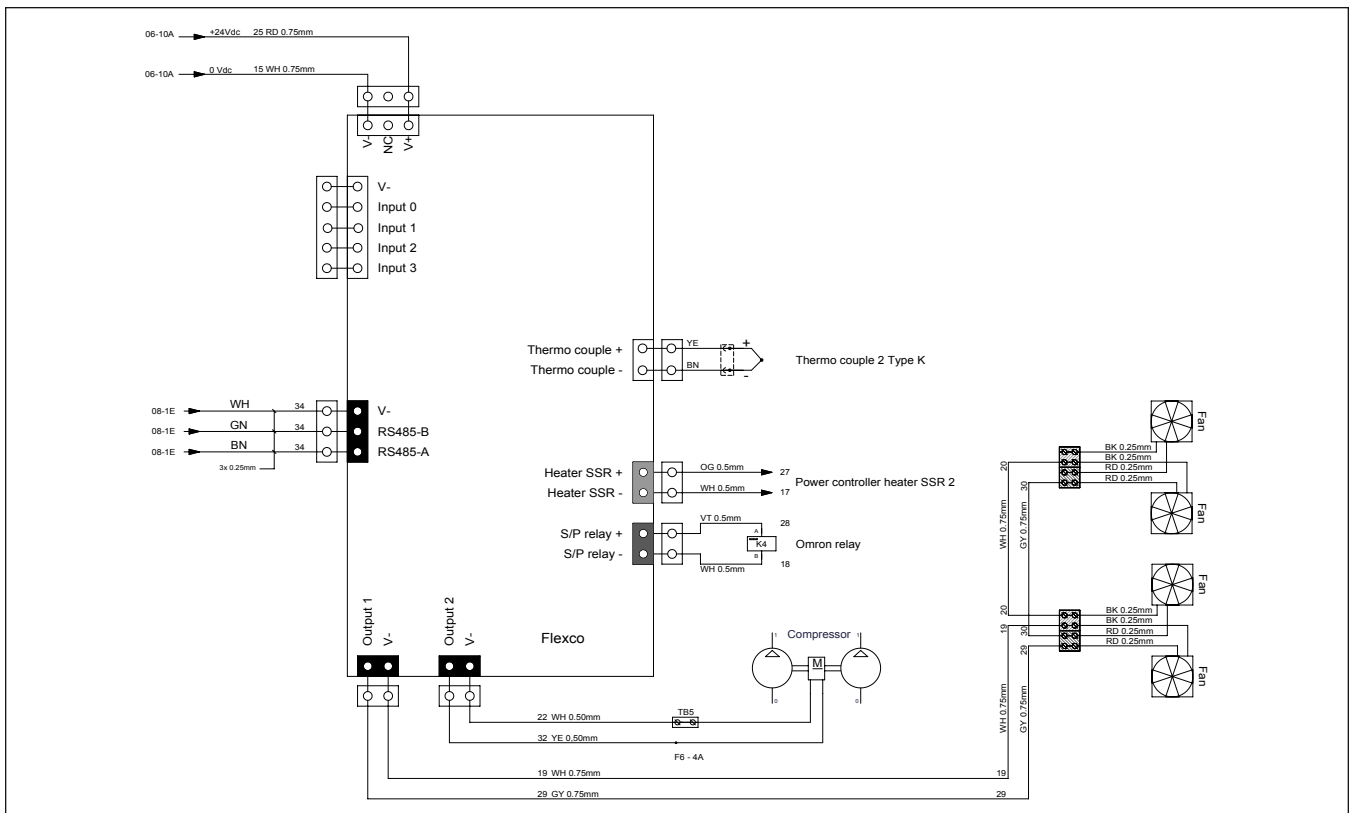 06-10A +24Vdc 25 RD 0.75mm
06-10A 0 Vdc 15 WH 0.75mm
V-
NC
V+
V-
Input 0
Input 1
Input 2
Input 3
Thermo couple + YE +
Thermo couple - BN -
Thermo couple 2 Type K
08-1E WH 34 V-
08-1E GN 34 RS485-B
08-1E BN 34 RS485-A
3x 0.25mm
Heater SSR + OG 0.5mm 27
Heater SSR - WH 0.5mm 17
Power controller heater SSR 2
S/P relay + VT 0.5mm 28
A
K4
B
Omron relay
S/P relay - WH 0.5mm 18
Output 1
V-
Output 2
V-
Flexco
Compressor
1
1
M
0
0
22 WH 0.50mm TB5
32 YE 0,50mm
F6 - 4A
19 WH 0.75mm 19
29 GY 0.75mm 29
Fan
BK 0.25mm
BK 0.25mm
RD 0.25mm
RD 0.25mm
20
30
Fan
WH 0.75mm
GY 0.75mm
Fan
20
19
30
29
BK 0.25mm
BK 0.25mm
RD 0.25mm
RD 0.25mm
Fan
WH 0.75mm
GY 0.75mm